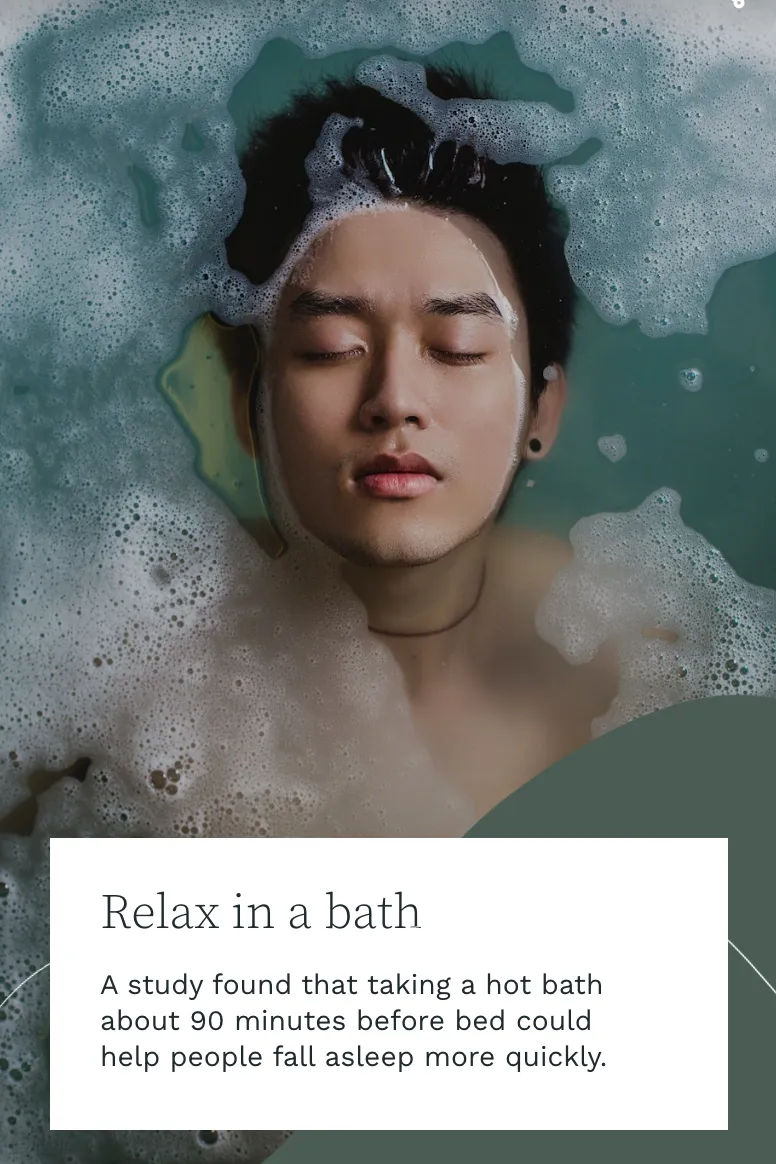 Relax in a bath
A study found that taking a hot bath
about 90 minutes before bed could
help people fall asleep more quickly.